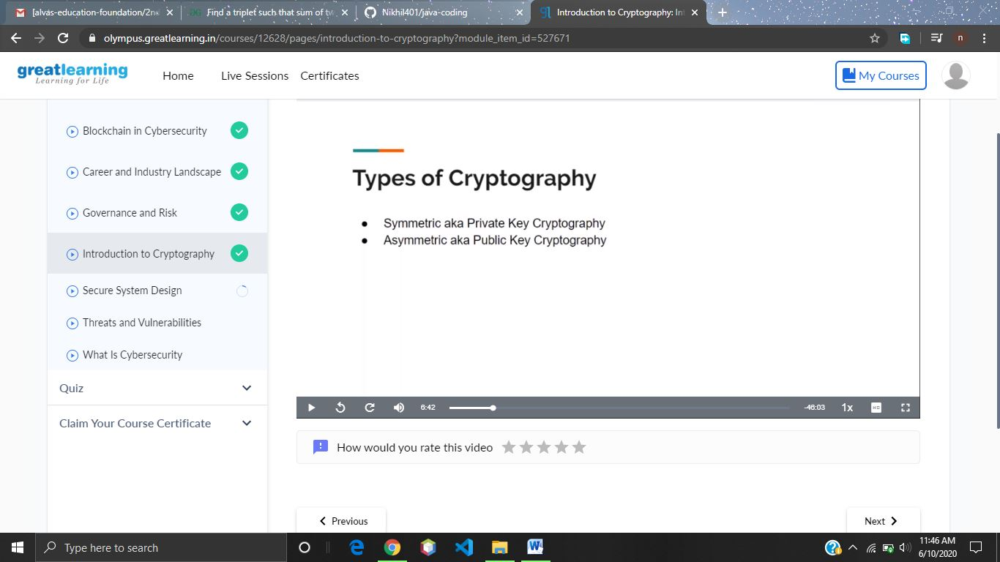 [alvas-education-foundation/2nd
Find a triplet such that sum of tw
Nikhil401/java-coding
Introduction to Cryptography: In
olympus.greatlearning.in/courses/12628/pages/introduction-to-cryptography?module_item_id=527671
n
greatlearning
Learning for Life
Home
Live Sessions
Certificates
My Courses
Blockchain in Cybersecurity
Career and Industry Landscape
Governance and Risk
Introduction to Cryptography
Secure System Design
Threats and Vulnerabilities
What Is Cybersecurity
Quiz
Claim Your Course Certificate
Types of Cryptography
● Symmetric aka Private Key Cryptography
● Asymmetric aka Public Key Cryptography
6:42
-46:03
1x
HD
How would you rate this video
Previous
Next
Type here to search
11:46 AM
6/10/2020